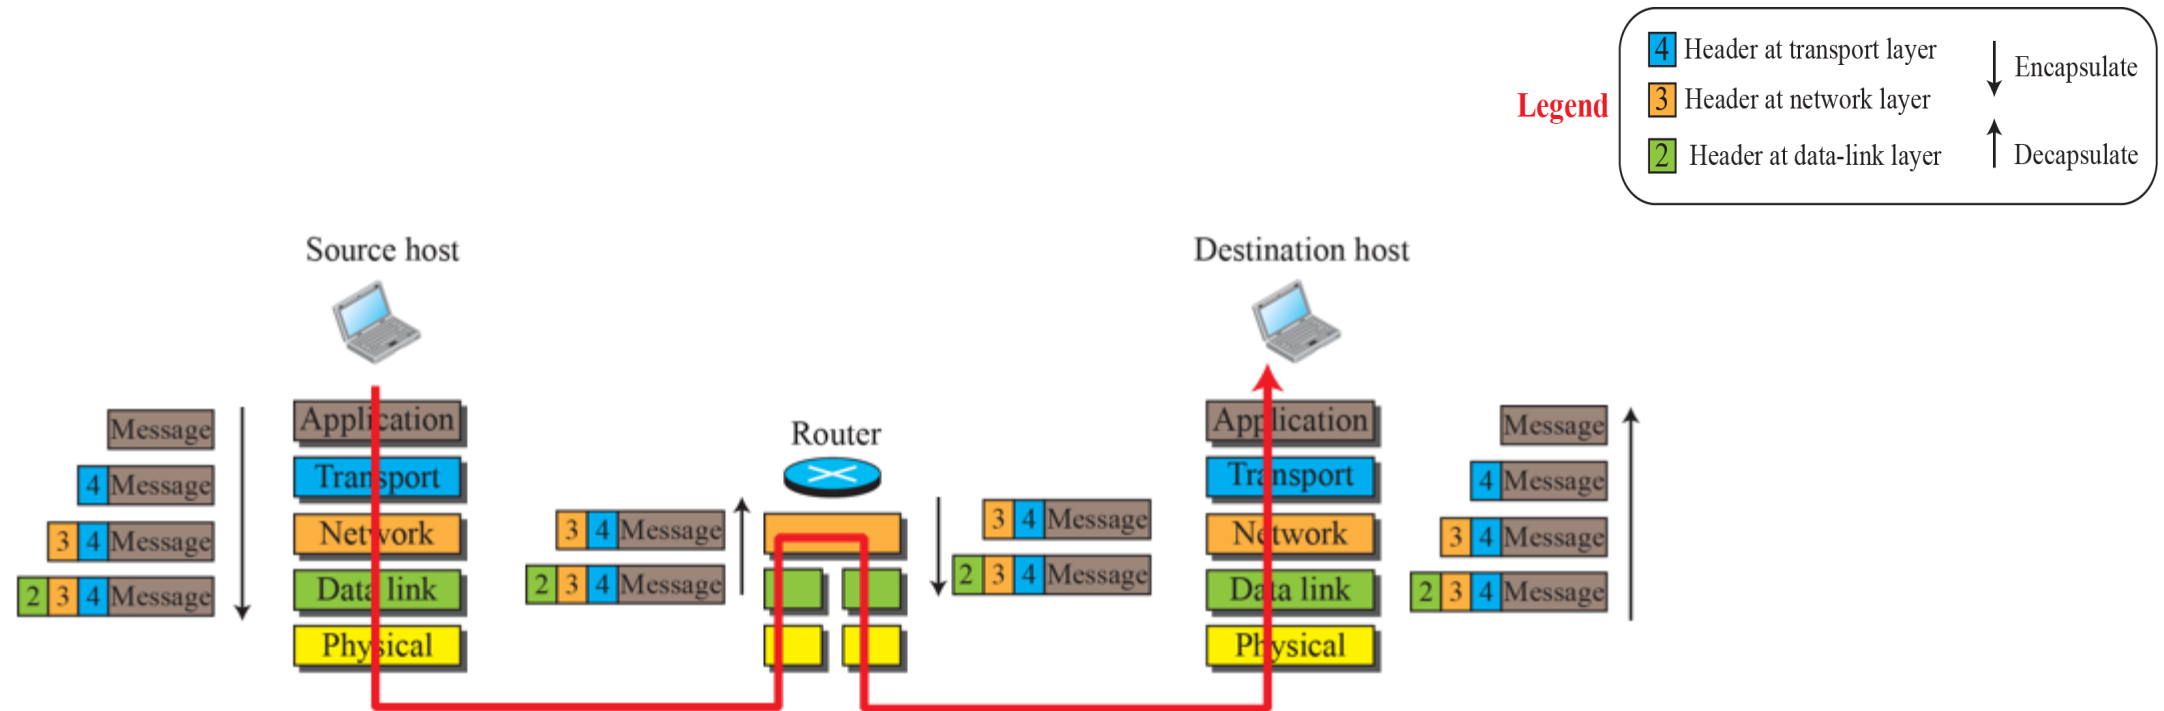 Legend
4 Header at transport layer
3 Header at network layer
2 Header at data-link layer
Encapsulate
Decapsulate
Source host
Message
4 Message
3 4 Message
2 3 4 Message
Application
Transport
Network
Data link
Physical
Router
3 4 Message
2 3 4 Message
3 4 Message
2 3 4 Message
Destination host
Application
Transport
Network
Data link
Physical
Message
4 Message
3 4 Message
2 3 4 Message